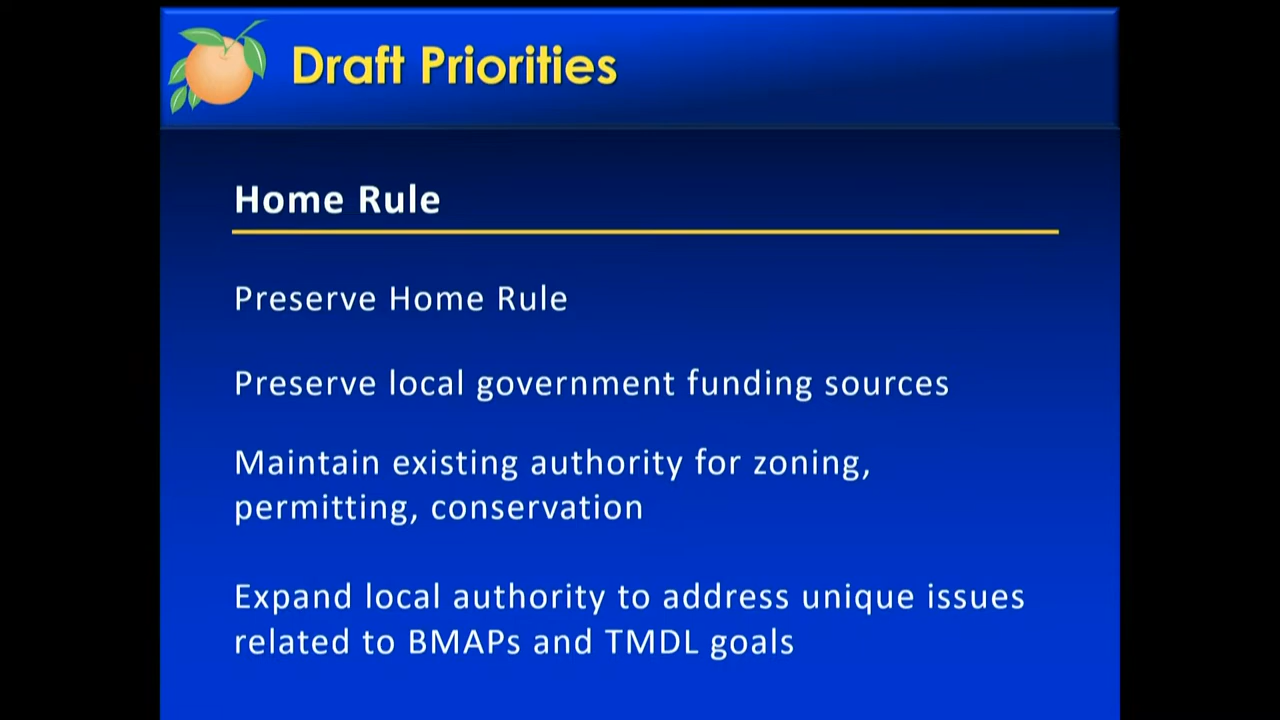 Draft Priorities
Home Rule
Preserve Home Rule
Preserve local government funding sources
Maintain existing authority for zoning,
permitting, conservation
Expand local authority to address unique issues
related to BMAPs and TMDL goals